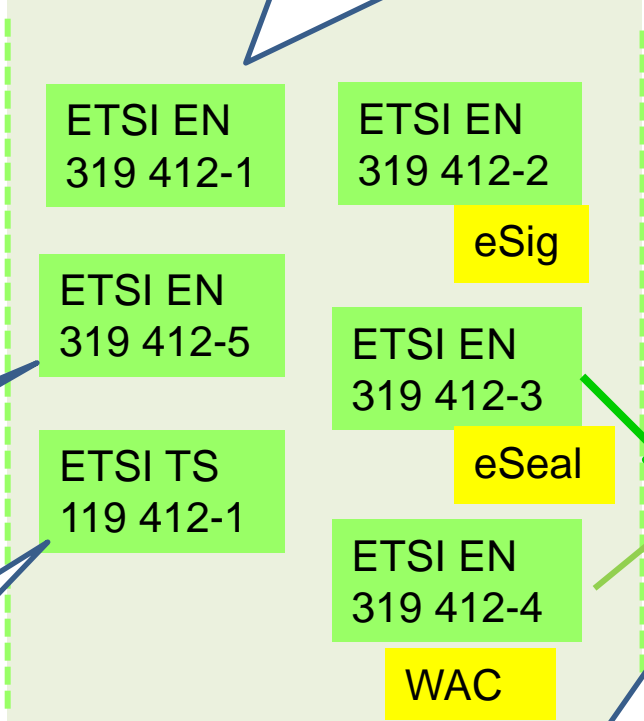 ETSI EN
319 412-1
ETSI EN
319 412-2
eSig
ETSI EN
319 412-5
ETSI EN
319 412-3
eSeal
ETSI TS
119 412-1
ETSI EN
319 412-4
WAC